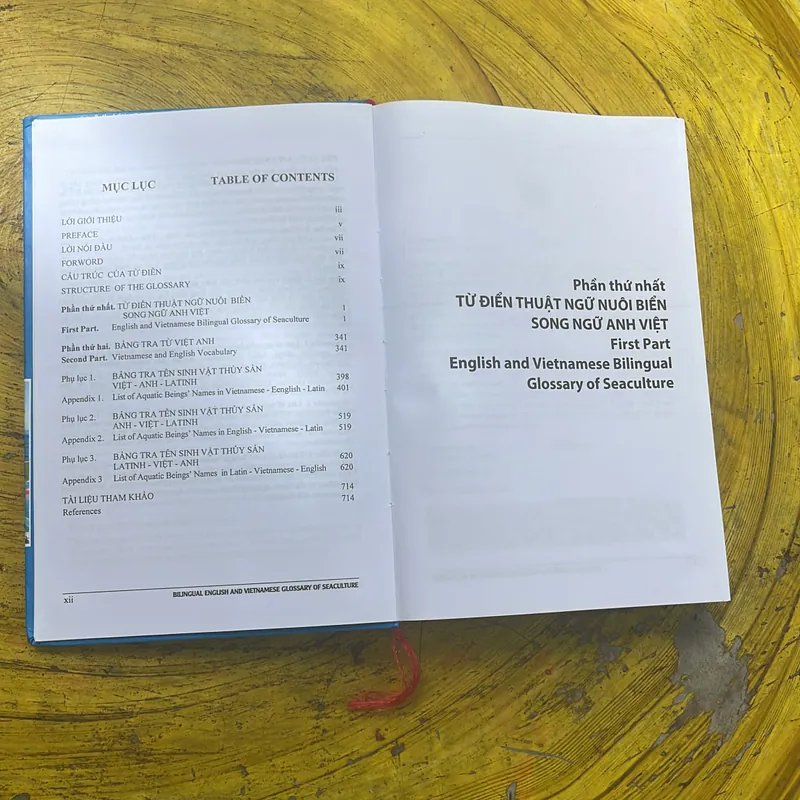 MỤC LỤC TABLE OF CONTENTS
LỜI GIỚI THIỆU iii
PREFACE v
LỜI NÓI ĐẦU vii
FORWORD vii
CẤU TRÚC CỦA TỪ ĐIỂN ix
STRUCTURE OF THE GLOSSARY ix
Phần thứ nhất. TỪ ĐIỂN THUẬT NGỮ NUÔI BIỂN
SONG NGỮ ANH VIỆT 1
First Part. English and Vietnamese Bilingual Glossary of Seaculture 1
Phần thứ hai. BẢNG TRA TỪ VIỆT ANH 341
Second Part. Vietnamese and English Vocabulary 341
Phụ lục 1. BẢNG TRA TÊN SINH VẬT THỦY SẢN
VIỆT - ANH - LATINH 398
Appendix 1. List of Aquatic Beings' Names in Vietnamese - Eenglish - Latin 401
Phụ lục 2. BẢNG TRA TÊN SINH VẬT THỦY SẢN
ANH - VIỆT - LATINH 519
Appendix 2. List of Aquatic Beings' Names in English - Vietnamese - Latin 519
Phụ lục 3. BẢNG TRA TÊN SINH VẬT THỦY SẢN
LATINH - VIỆT - ANH 620
Appendix 3 List of Aquatic Beings' Names in Latin - Vietnamese - English 620
TÀI LIỆU THAM KHẢO 714
References 714
xii BILINGUAL ENGLISH AND VIETNAMESE GLOSSARY OF SEACULTURE
Phần thứ nhất
TỪ ĐIỂN THUẬT NGỮ NUÔI BIỂN
SONG NGỮ ANH VIỆT
First Part
English and Vietnamese Bilingual
Glossary of Seaculture